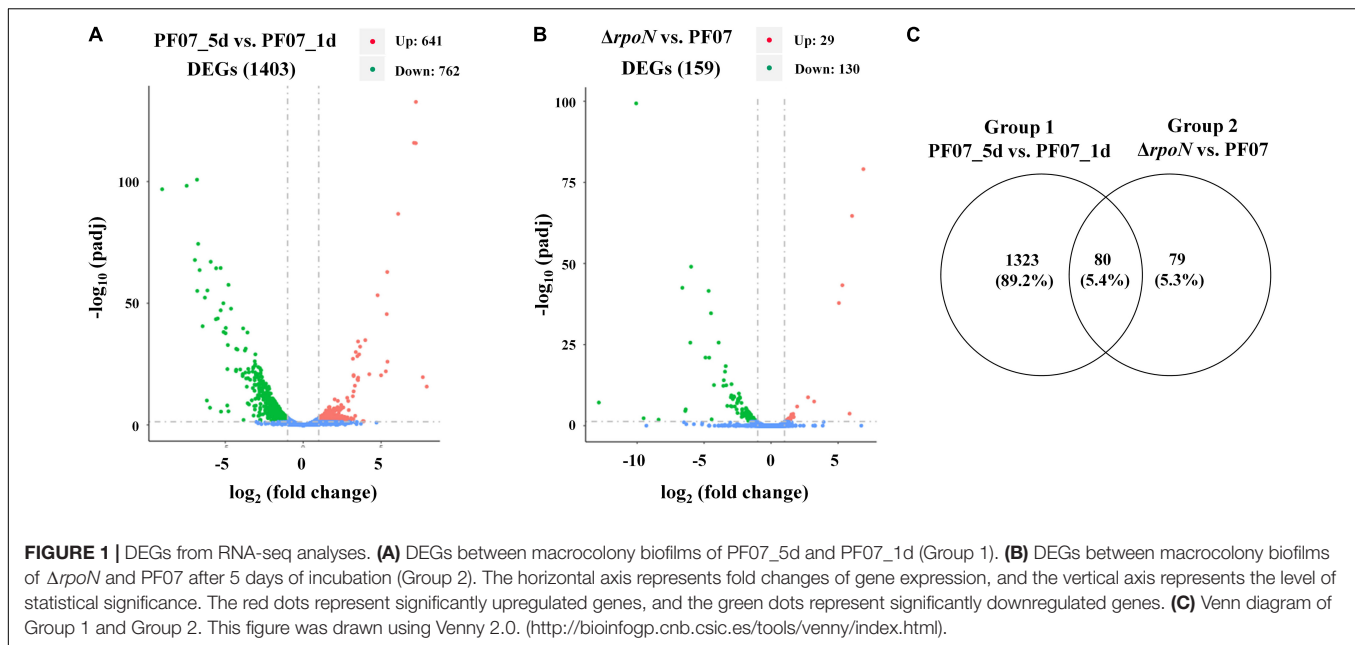 A
PF07_5d vs. PF07_1d
DEGs (1403)
Up: 641
Down: 762
-log10 (padj)
100
50
0
-5
0
5
-5
0
5
log2 (fold change)
B
ΔrpoN vs. PF07
DEGs (159)
Up: 29
Down: 130
100
75
50
25
0
-10
-5
0
5
log2 (fold change)
C
Group 1
PF07_5d vs. PF07_1d
Group 2
ΔrpoN vs. PF07
1323
(89.2%)
80
(5.4%)
79
(5.3%)
FIGURE 1 | DEGs from RNA-seq analyses. (A) DEGs between macrocolony biofilms of PF07_5d and PF07_1d (Group 1). (B) DEGs between macrocolony biofilms
of ΔrpoN and PF07 after 5 days of incubation (Group 2). The horizontal axis represents fold changes of gene expression, and the vertical axis represents the level of
statistical significance. The red dots represent significantly upregulated genes, and the green dots represent significantly downregulated genes. (C) Venn diagram of
Group 1 and Group 2. This figure was drawn using Venny 2.0. (http://bioinfogp.cnb.csic.es/tools/venny/index.html).